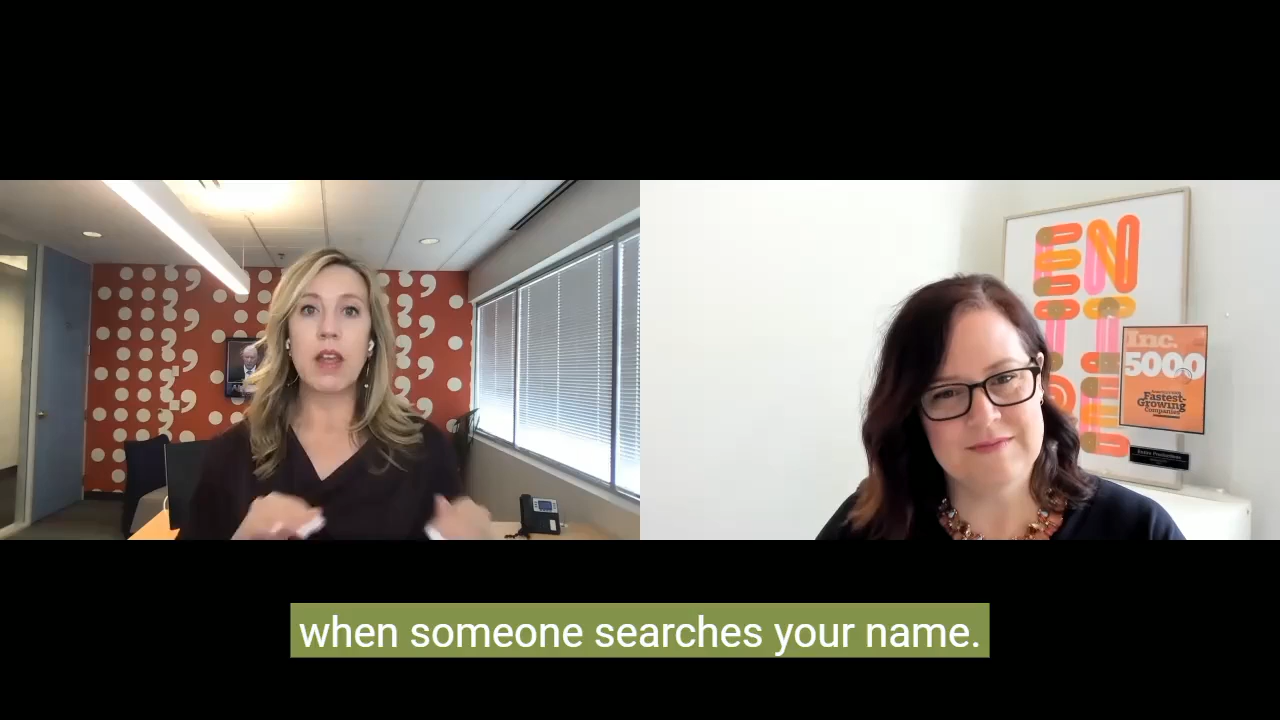 EN
Inc.
5000
Fastest-
Growing
Companies
when someone searches your name.